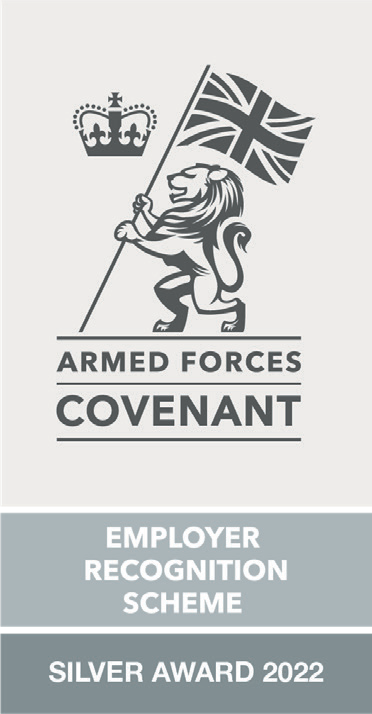 ARMED FORCES
COVENANT
EMPLOYER
RECOGNITION
SCHEME
SILVER AWARD 2022